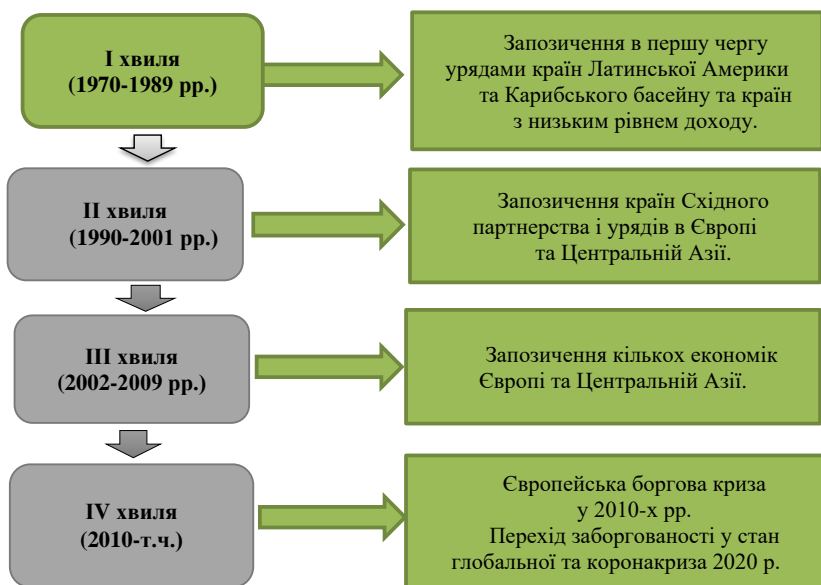 І хвиля
(1970-1989 рр.)
Запозичення в першу чергу
урядами країн Латинської Америки
та Карибського басейну та країн
з низьким рівнем доходу.
ІІ хвиля
(1990-2001 рр.)
Запозичення країн Східного
партнерства і урядів в Європі
та Центральній Азії.
ІІІ хвиля
(2002-2009 рр.)
Запозичення кількох економік
Європі та Центральній Азії.
IV хвиля
(2010-т.ч.)
Європейська боргова криза
у 2010-х рр.
Перехід заборгованості у стан
глобальної та коронакриза 2020 р.